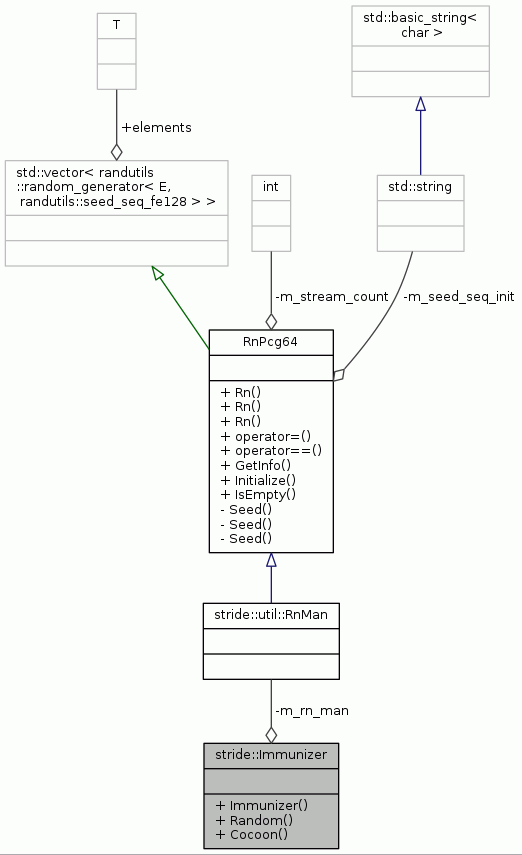 T
std::basic_string<
char >
+elements
std::vector< randutils
::random_generator< E,
randutils::seed_seq_fe128 > >
int
std::string
-m_stream_count
-m_seed_seq_init
RnPcg64
+ Rn()
+ Rn()
+ Rn()
+ operator=()
+ operator==()
+ GetInfo()
+ Initialize()
+ IsEmpty()
- Seed()
- Seed()
- Seed()
stride::util::RnMan
-m_rn_man
stride::Immunizer
+ Immunizer()
+ Random()
+ Cocoon()